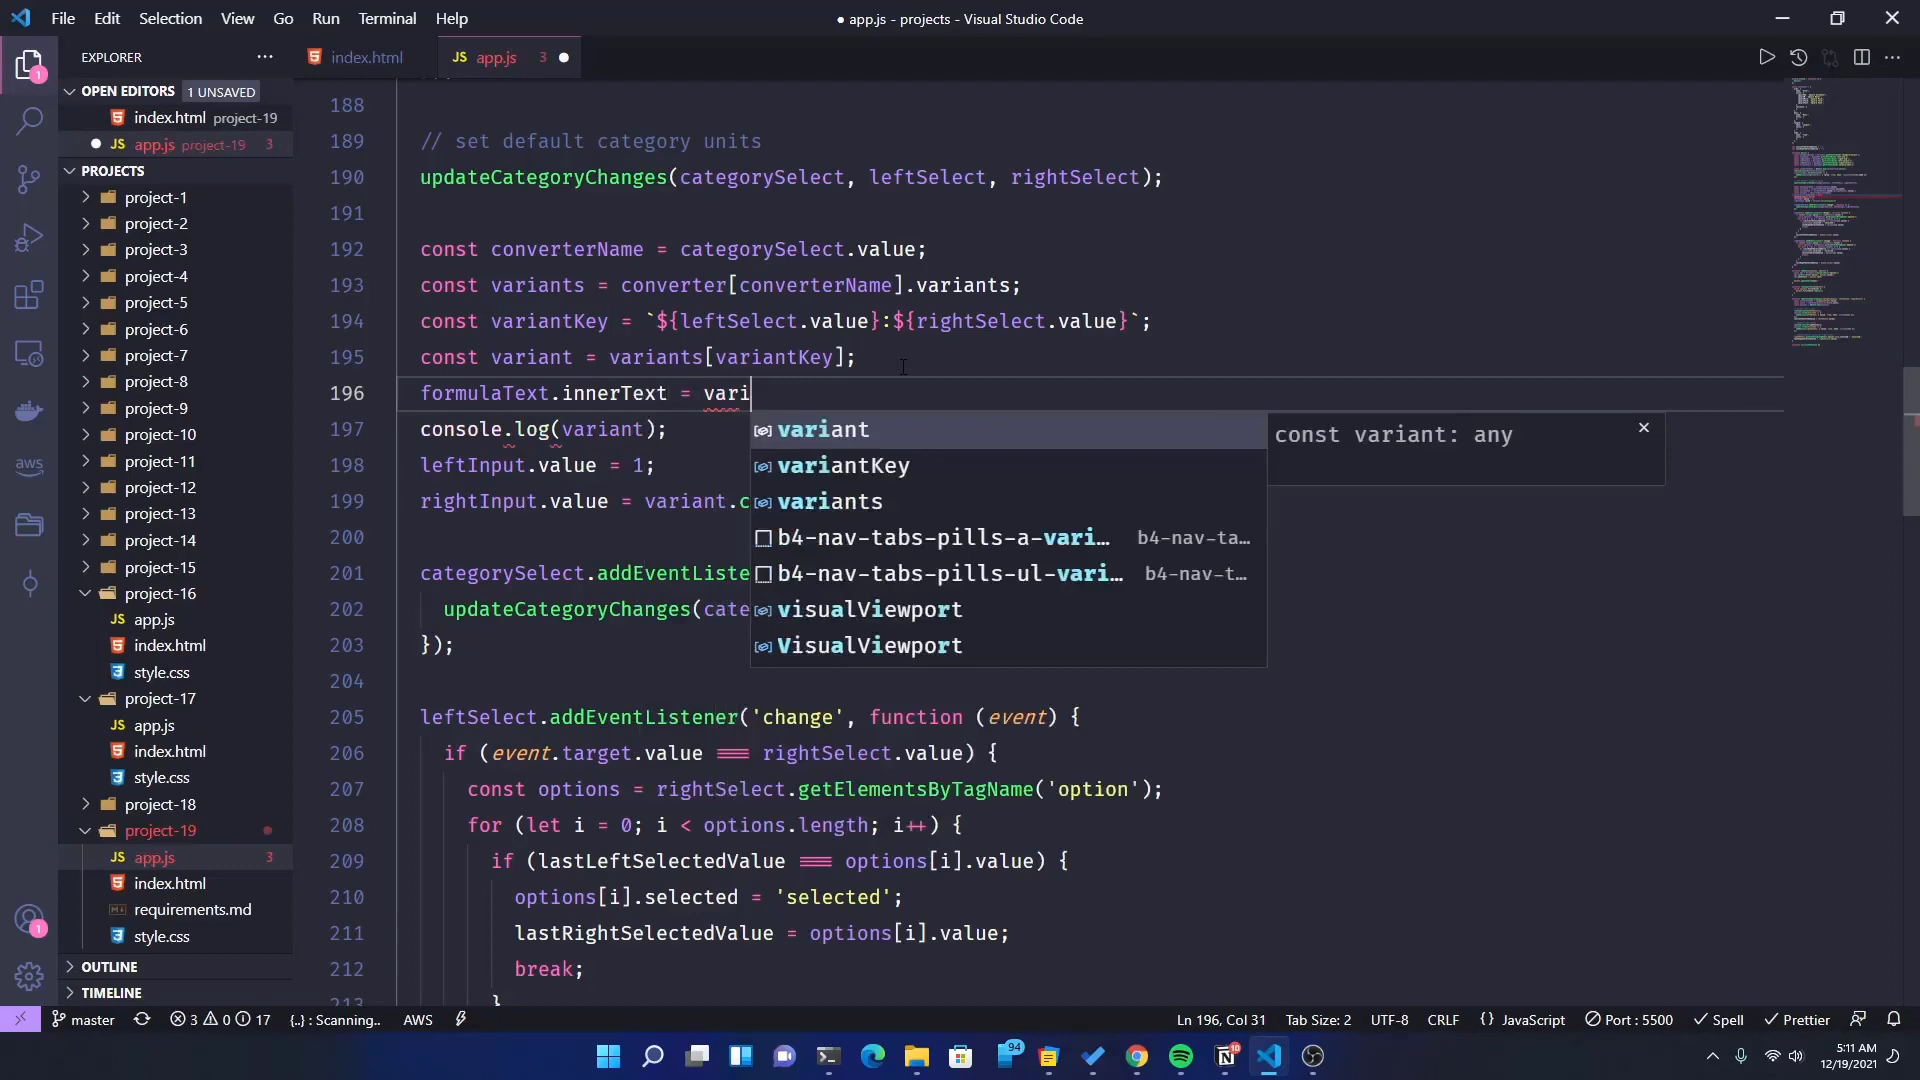 File Edit Selection View Go Run Terminal Help
● app.js - projects - Visual Studio Code
EXPLORER
index.html
JS app.js 3
OPEN EDITORS 1 UNSAVED
index.html project-19
JS app.js project-19 3
PROJECTS
project-1
project-2
project-3
project-4
project-5
project-6
project-7
project-8
project-9
project-10
project-11
project-12
project-13
project-14
project-15
project-16
JS app.js
index.html
style.css
project-17
JS app.js
index.html
style.css
project-18
project-19
JS app.js 3
index.html
requirements.md
style.css
OUTLINE
TIMELINE
1
aws
1
188
189 // set default category units
190 updateCategoryChanges(categorySelect, leftSelect, rightSelect);
191
192 const converterName = categorySelect.value;
193 const variants = converter[converterName].variants;
194 const variantKey = `${leftSelect.value}:${rightSelect.value}`;
195 const variant = variants[variantKey];
196 formulaText.innerText = vari
197 console.log(variant);
198 leftInput.value = 1;
199 rightInput.value = variant.c
200
201 categorySelect.addEventListe
202 updateCategoryChanges(cate
203 });
204
205 leftSelect.addEventListener('change', function (event) {
206 if (event.target.value === rightSelect.value) {
207 const options = rightSelect.getElementsByTagName('option');
208 for (let i = 0; i < options.length; i++) {
209 if (lastLeftSelectedValue === options[i].value) {
210 options[i].selected = 'selected';
211 lastRightSelectedValue = options[i].value;
212 break;
213 }
variant
variantKey
variants
b4-nav-tabs-pills-a-vari… b4-nav-ta…
b4-nav-tabs-pills-ul-vari… b4-nav-t…
visualViewport
VisualViewport
const variant: any
master 3 0 17 {..} : Scanning.. AWS
Ln 196, Col 31 Tab Size: 2 UTF-8 CRLF {} JavaScript Port : 5500 Spell Prettier
94
10
5:11 AM
12/19/2021